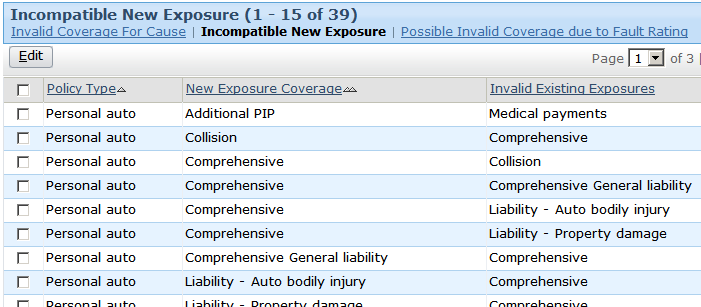 Incompatible New Exposure (1 - 15 of 39)
Invalid Coverage For Cause | Incompatible New Exposure | Possible Invalid Coverage due to Fault Rating
Edit
Page 1 of 3
Policy Type New Exposure Coverage Invalid Existing Exposures
Personal auto Additional PIP Medical payments
Personal auto Collision Comprehensive
Personal auto Comprehensive Collision
Personal auto Comprehensive Comprehensive General liability
Personal auto Comprehensive Liability - Auto bodily injury
Personal auto Comprehensive Liability - Property damage
Personal auto Comprehensive General liability Comprehensive
Personal auto Liability - Auto bodily injury Comprehensive
Personal auto Liability - Property damage Comprehensive